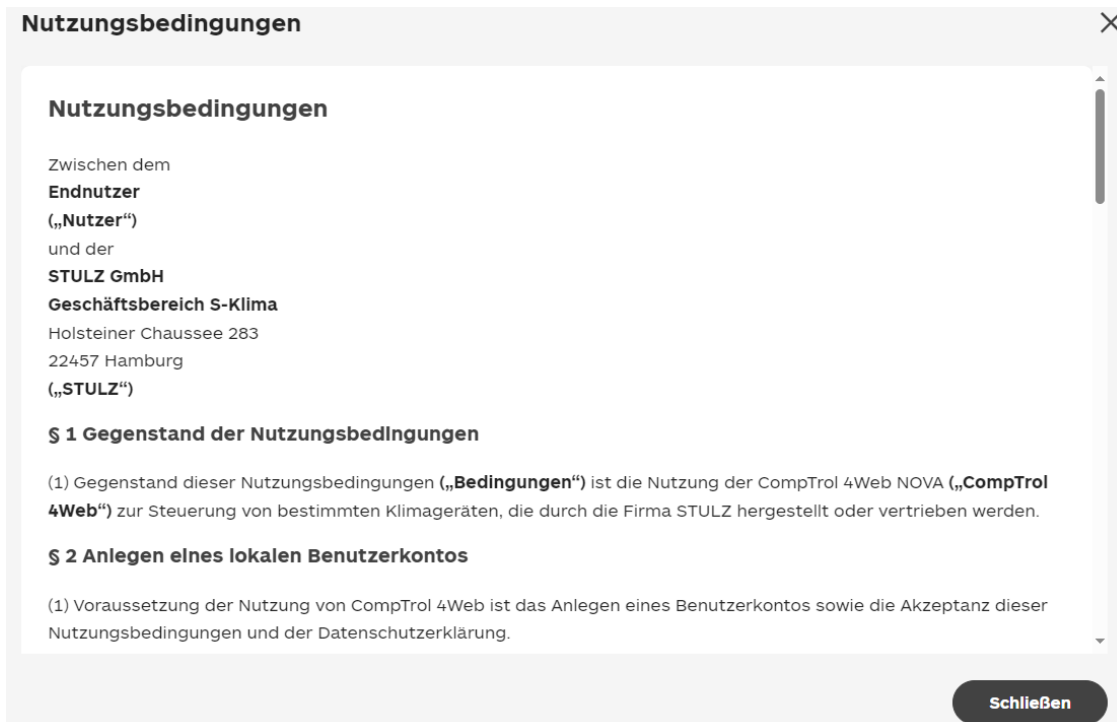 Nutzungsbedingungen
Nutzungsbedingungen
Zwischen dem
Endnutzer
(„Nutzer“)
und der
STULZ GmbH
Geschäftsbereich S-Klima
Holsteiner Chaussee 283
22457 Hamburg
(„STULZ“)
§ 1 Gegenstand der Nutzungsbedingungen
(1) Gegenstand dieser Nutzungsbedingungen („Bedingungen“) ist die Nutzung der CompTrol 4Web NOVA („CompTrol
4Web“) zur Steuerung von bestimmten Klimageräten, die durch die Firma STULZ hergestellt oder vertrieben werden.
§ 2 Anlegen eines lokalen Benutzerkontos
(1) Voraussetzung der Nutzung von CompTrol 4Web ist das Anlegen eines Benutzerkontos sowie die Akzeptanz dieser
Nutzungsbedingungen und der Datenschutzerklärung.
Schließen